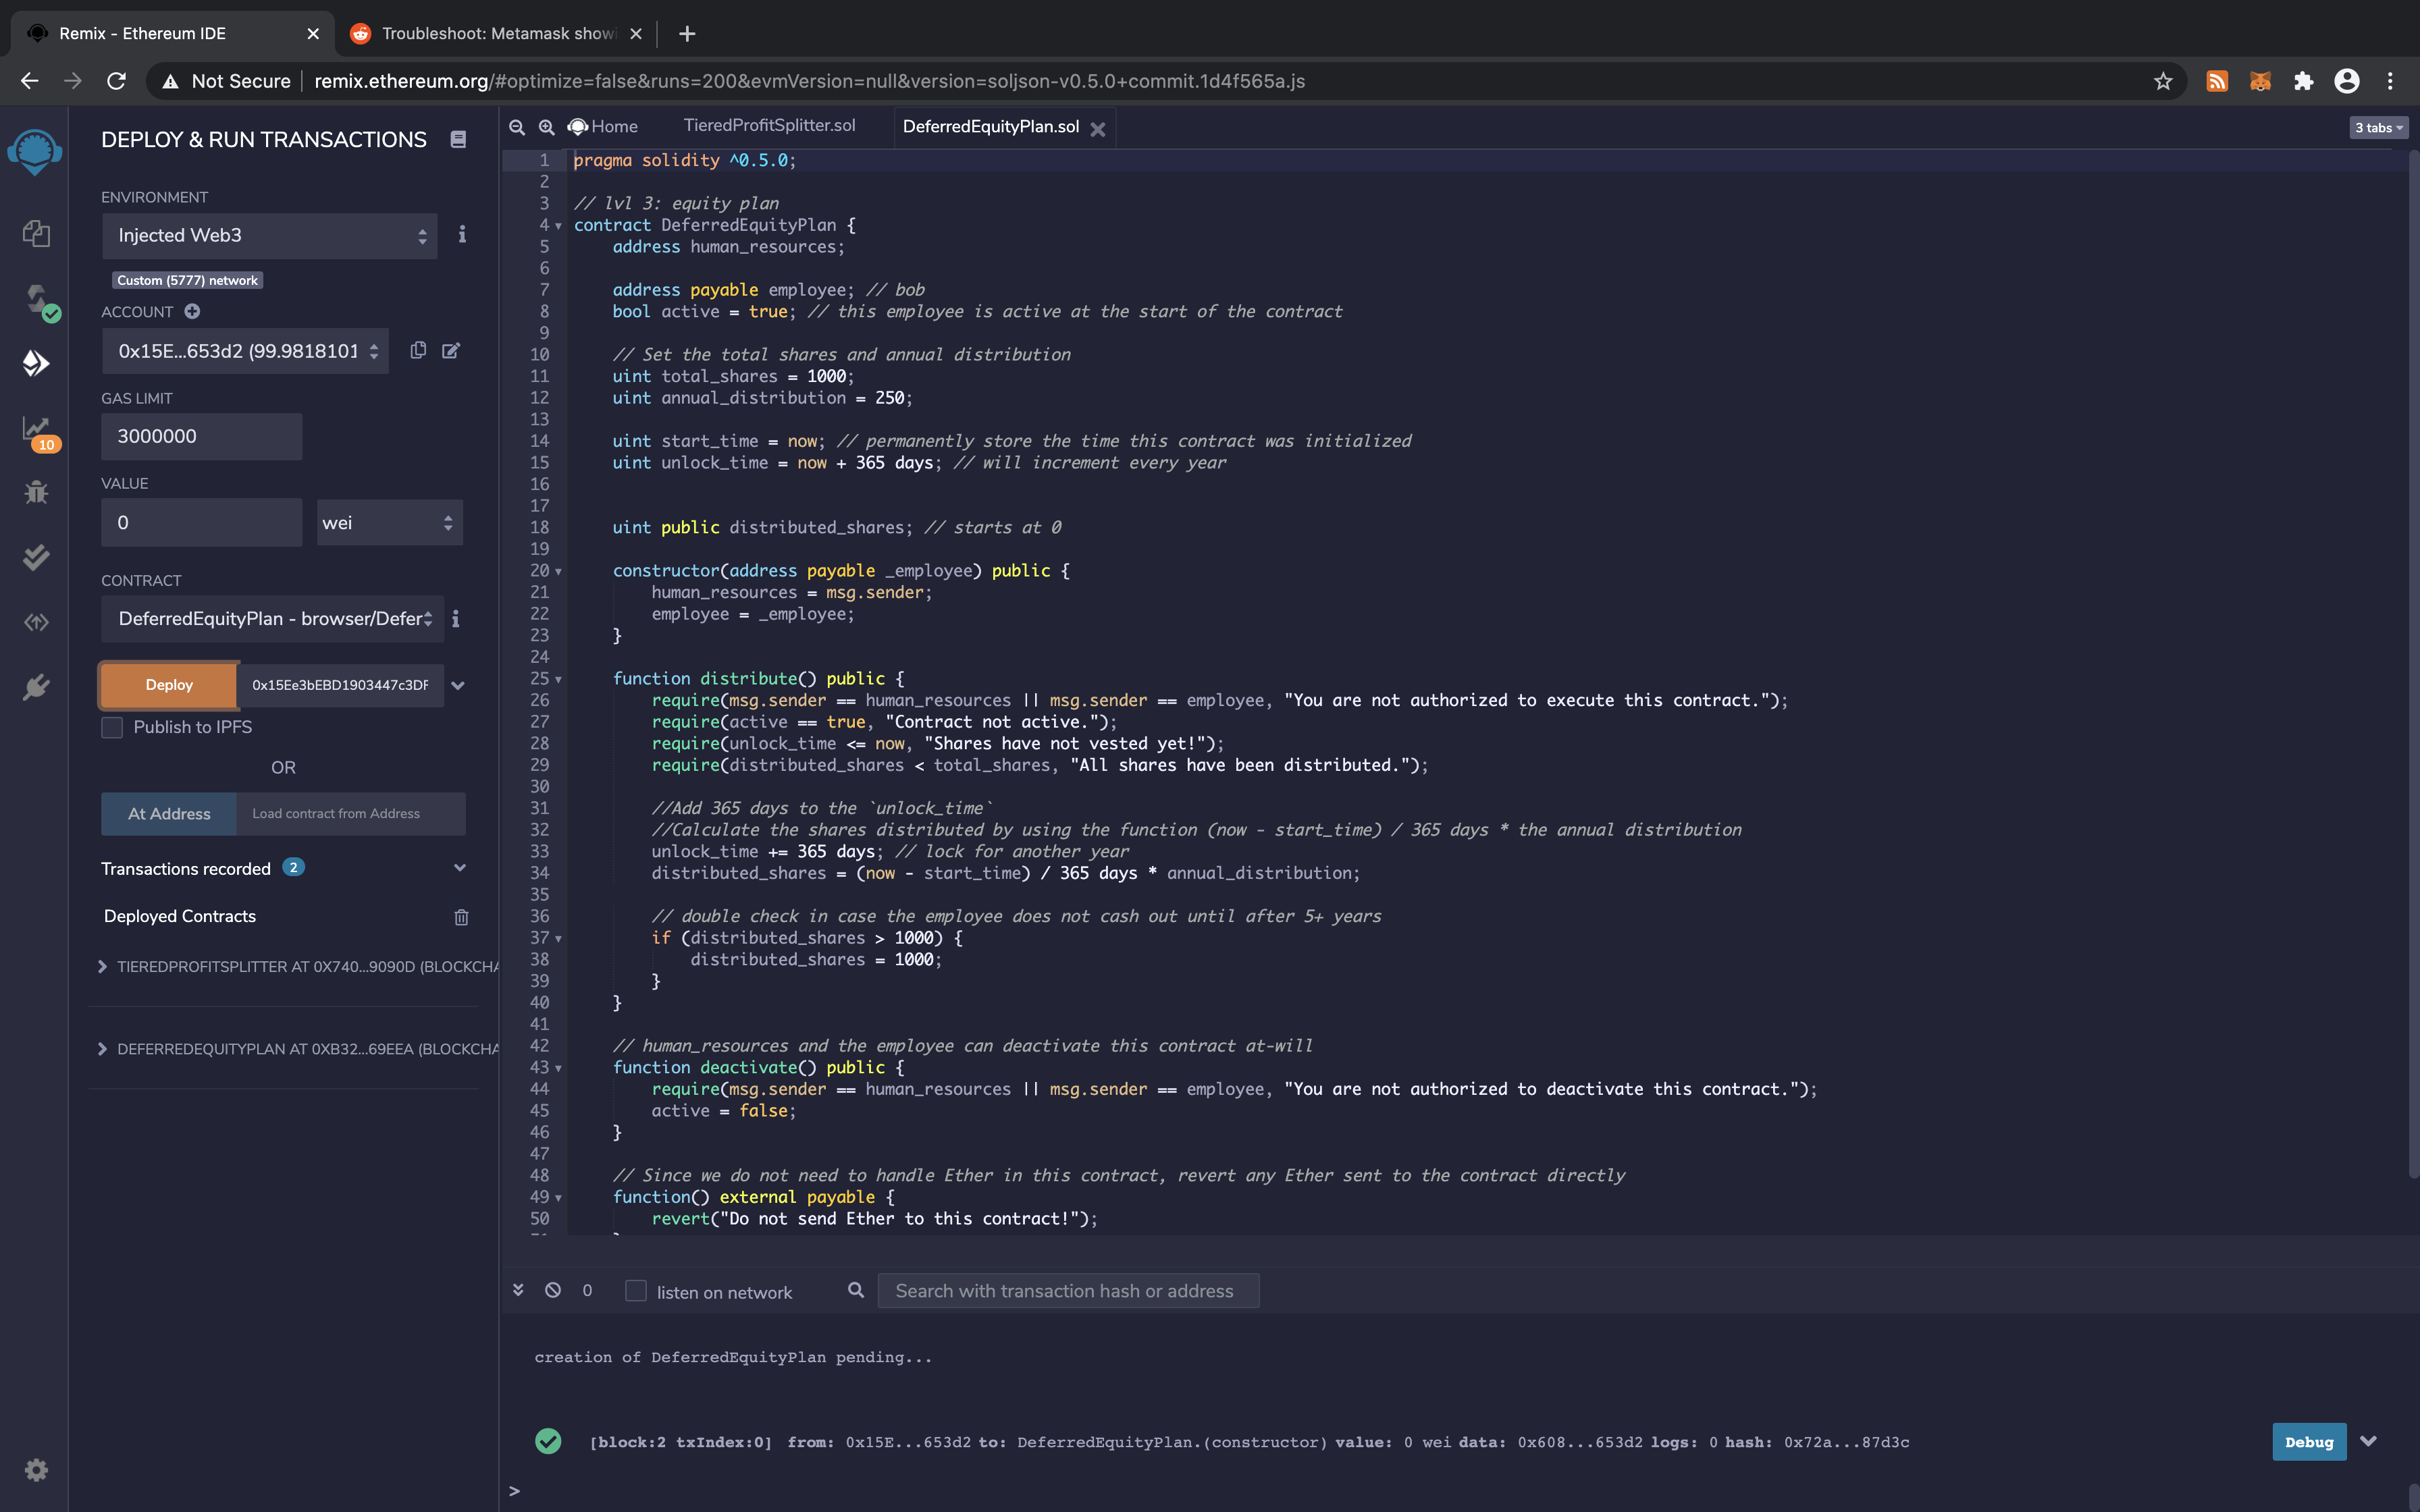 Remix - Ethereum IDE
Troubleshoot: Metamask show
Not Secure
remix.ethereum.org/#optimize=false&runs=200&evmVersion=null&version=soljson-v0.5.0+commit.1d4f565a.js
DEPLOY & RUN TRANSACTIONS
ENVIRONMENT
Injected Web3
Custom (5777) network
ACCOUNT
0x15E...653d2 (99.9818101
GAS LIMIT
3000000
VALUE
0
wei
CONTRACT
DeferredEquityPlan - browser/Defer
Deploy
0x15Ee3bEBD1903447c3DF
Publish to IPFS
OR
At Address
Load contract from Address
Transactions recorded 2
Deployed Contracts
TIEREDPROFITSPLITTER AT 0X740...9090D (BLOCKCHA
DEFERREDEQUITYPLAN AT 0XB32...69EEA (BLOCKCHA
10
Home
TieredProfitSplitter.sol
DeferredEquityPlan.sol
3 tabs
1 pragma solidity ^0.5.0;
2
3 // lvl 3: equity plan
4 contract DeferredEquityPlan {
5 address human_resources;
6
7 address payable employee; // bob
8 bool active = true; // this employee is active at the start of the contract
9
10 // Set the total shares and annual distribution
11 uint total_shares = 1000;
12 uint annual_distribution = 250;
13
14 uint start_time = now; // permanently store the time this contract was initialized
15 uint unlock_time = now + 365 days; // will increment every year
16
17
18 uint public distributed_shares; // starts at 0
19
20 constructor(address payable _employee) public {
21 human_resources = msg.sender;
22 employee = _employee;
23 }
24
25 function distribute() public {
26 require(msg.sender == human_resources || msg.sender == employee, "You are not authorized to execute this contract.");
27 require(active == true, "Contract not active.");
28 require(unlock_time <= now, "Shares have not vested yet!");
29 require(distributed_shares < total_shares, "All shares have been distributed.");
30
31 //Add 365 days to the `unlock_time`
32 //Calculate the shares distributed by using the function (now - start_time) / 365 days * the annual distribution
33 unlock_time += 365 days; // lock for another year
34 distributed_shares = (now - start_time) / 365 days * annual_distribution;
35
36 // double check in case the employee does not cash out until after 5+ years
37 if (distributed_shares > 1000) {
38 distributed_shares = 1000;
39 }
40 }
41
42 // human_resources and the employee can deactivate this contract at-will
43 function deactivate() public {
44 require(msg.sender == human_resources || msg.sender == employee, "You are not authorized to deactivate this contract.");
45 active = false;
46 }
47
48 // Since we do not need to handle Ether in this contract, revert any Ether sent to the contract directly
49 function() external payable {
50 revert("Do not send Ether to this contract!");
0
listen on network
Search with transaction hash or address
creation of DeferredEquityPlan pending...
[block:2 txIndex:0] from: 0x15E...653d2 to: DeferredEquityPlan.(constructor) value: 0 wei data: 0x608...653d2 logs: 0 hash: 0x72a...87d3c
Debug
>